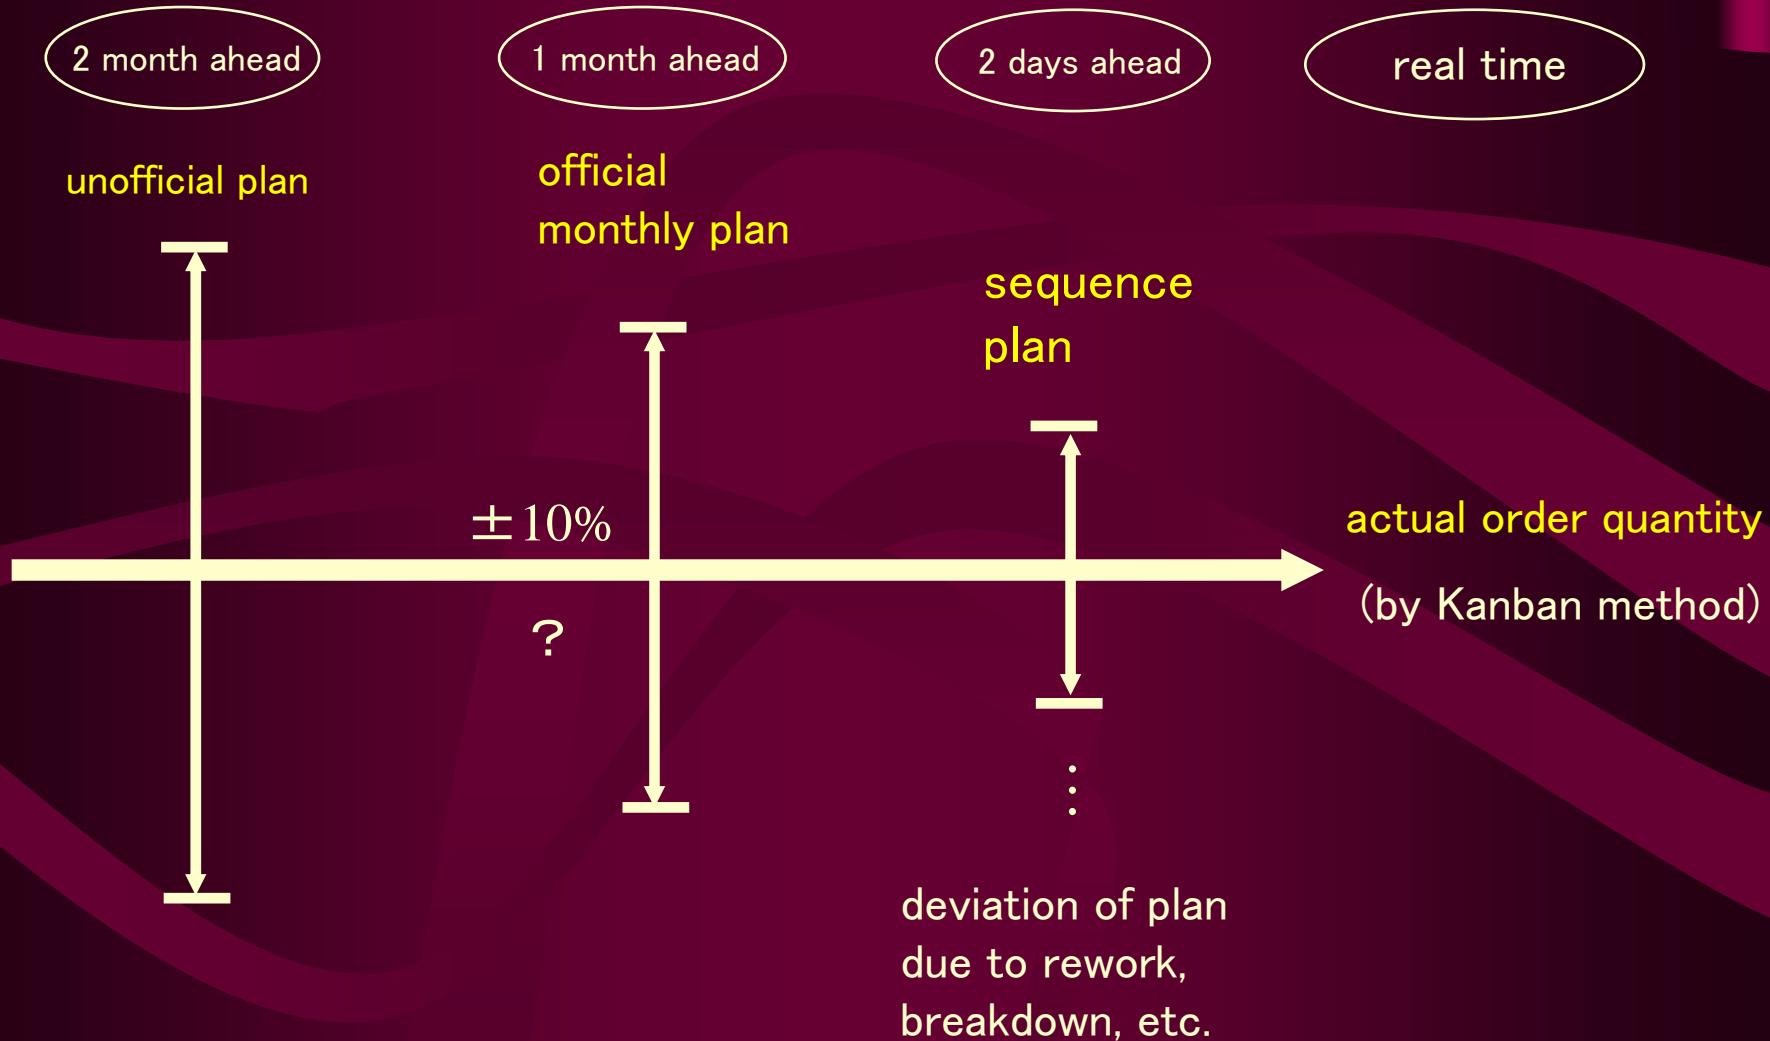 2 month ahead
1 month ahead
2 days ahead
real time
unofficial plan
official
monthly plan
sequence
plan
±10%
?
actual order quantity
(by Kanban method)
⋮
deviation of plan
due to rework,
breakdown, etc.